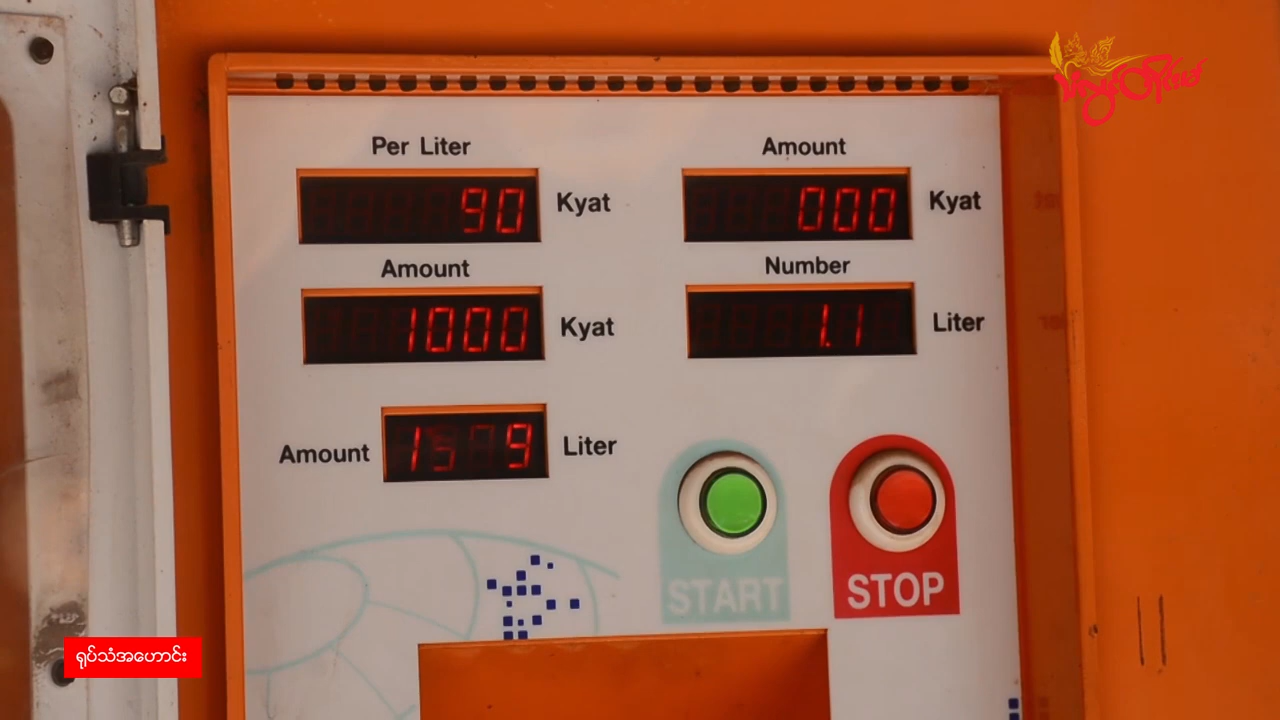 Per Liter
90 Kyat
Amount
000 Kyat
Amount
1000 Kyat
Number
1.1 Liter
Amount 9 Liter
START
STOP
ရုပ်သံအဟောင်း